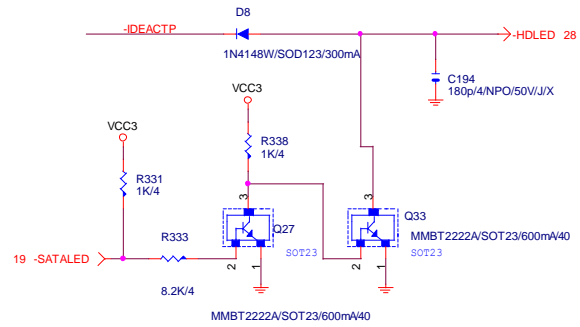 D8
-IDEACTP
-HDLED 28
1N4148W/SOD123/300mA
C194
180p/4/NPO/50V/J/X
VCC3
VCC3
R338
1K/4
R331
1K/4
3
3
Q27
Q33
MMBT2222A/SOT23/600mA/40
SOT23
SOT23
R333
19 -SATALED
2
1
2
1
8.2K/4
MMBT2222A/SOT23/600mA/40